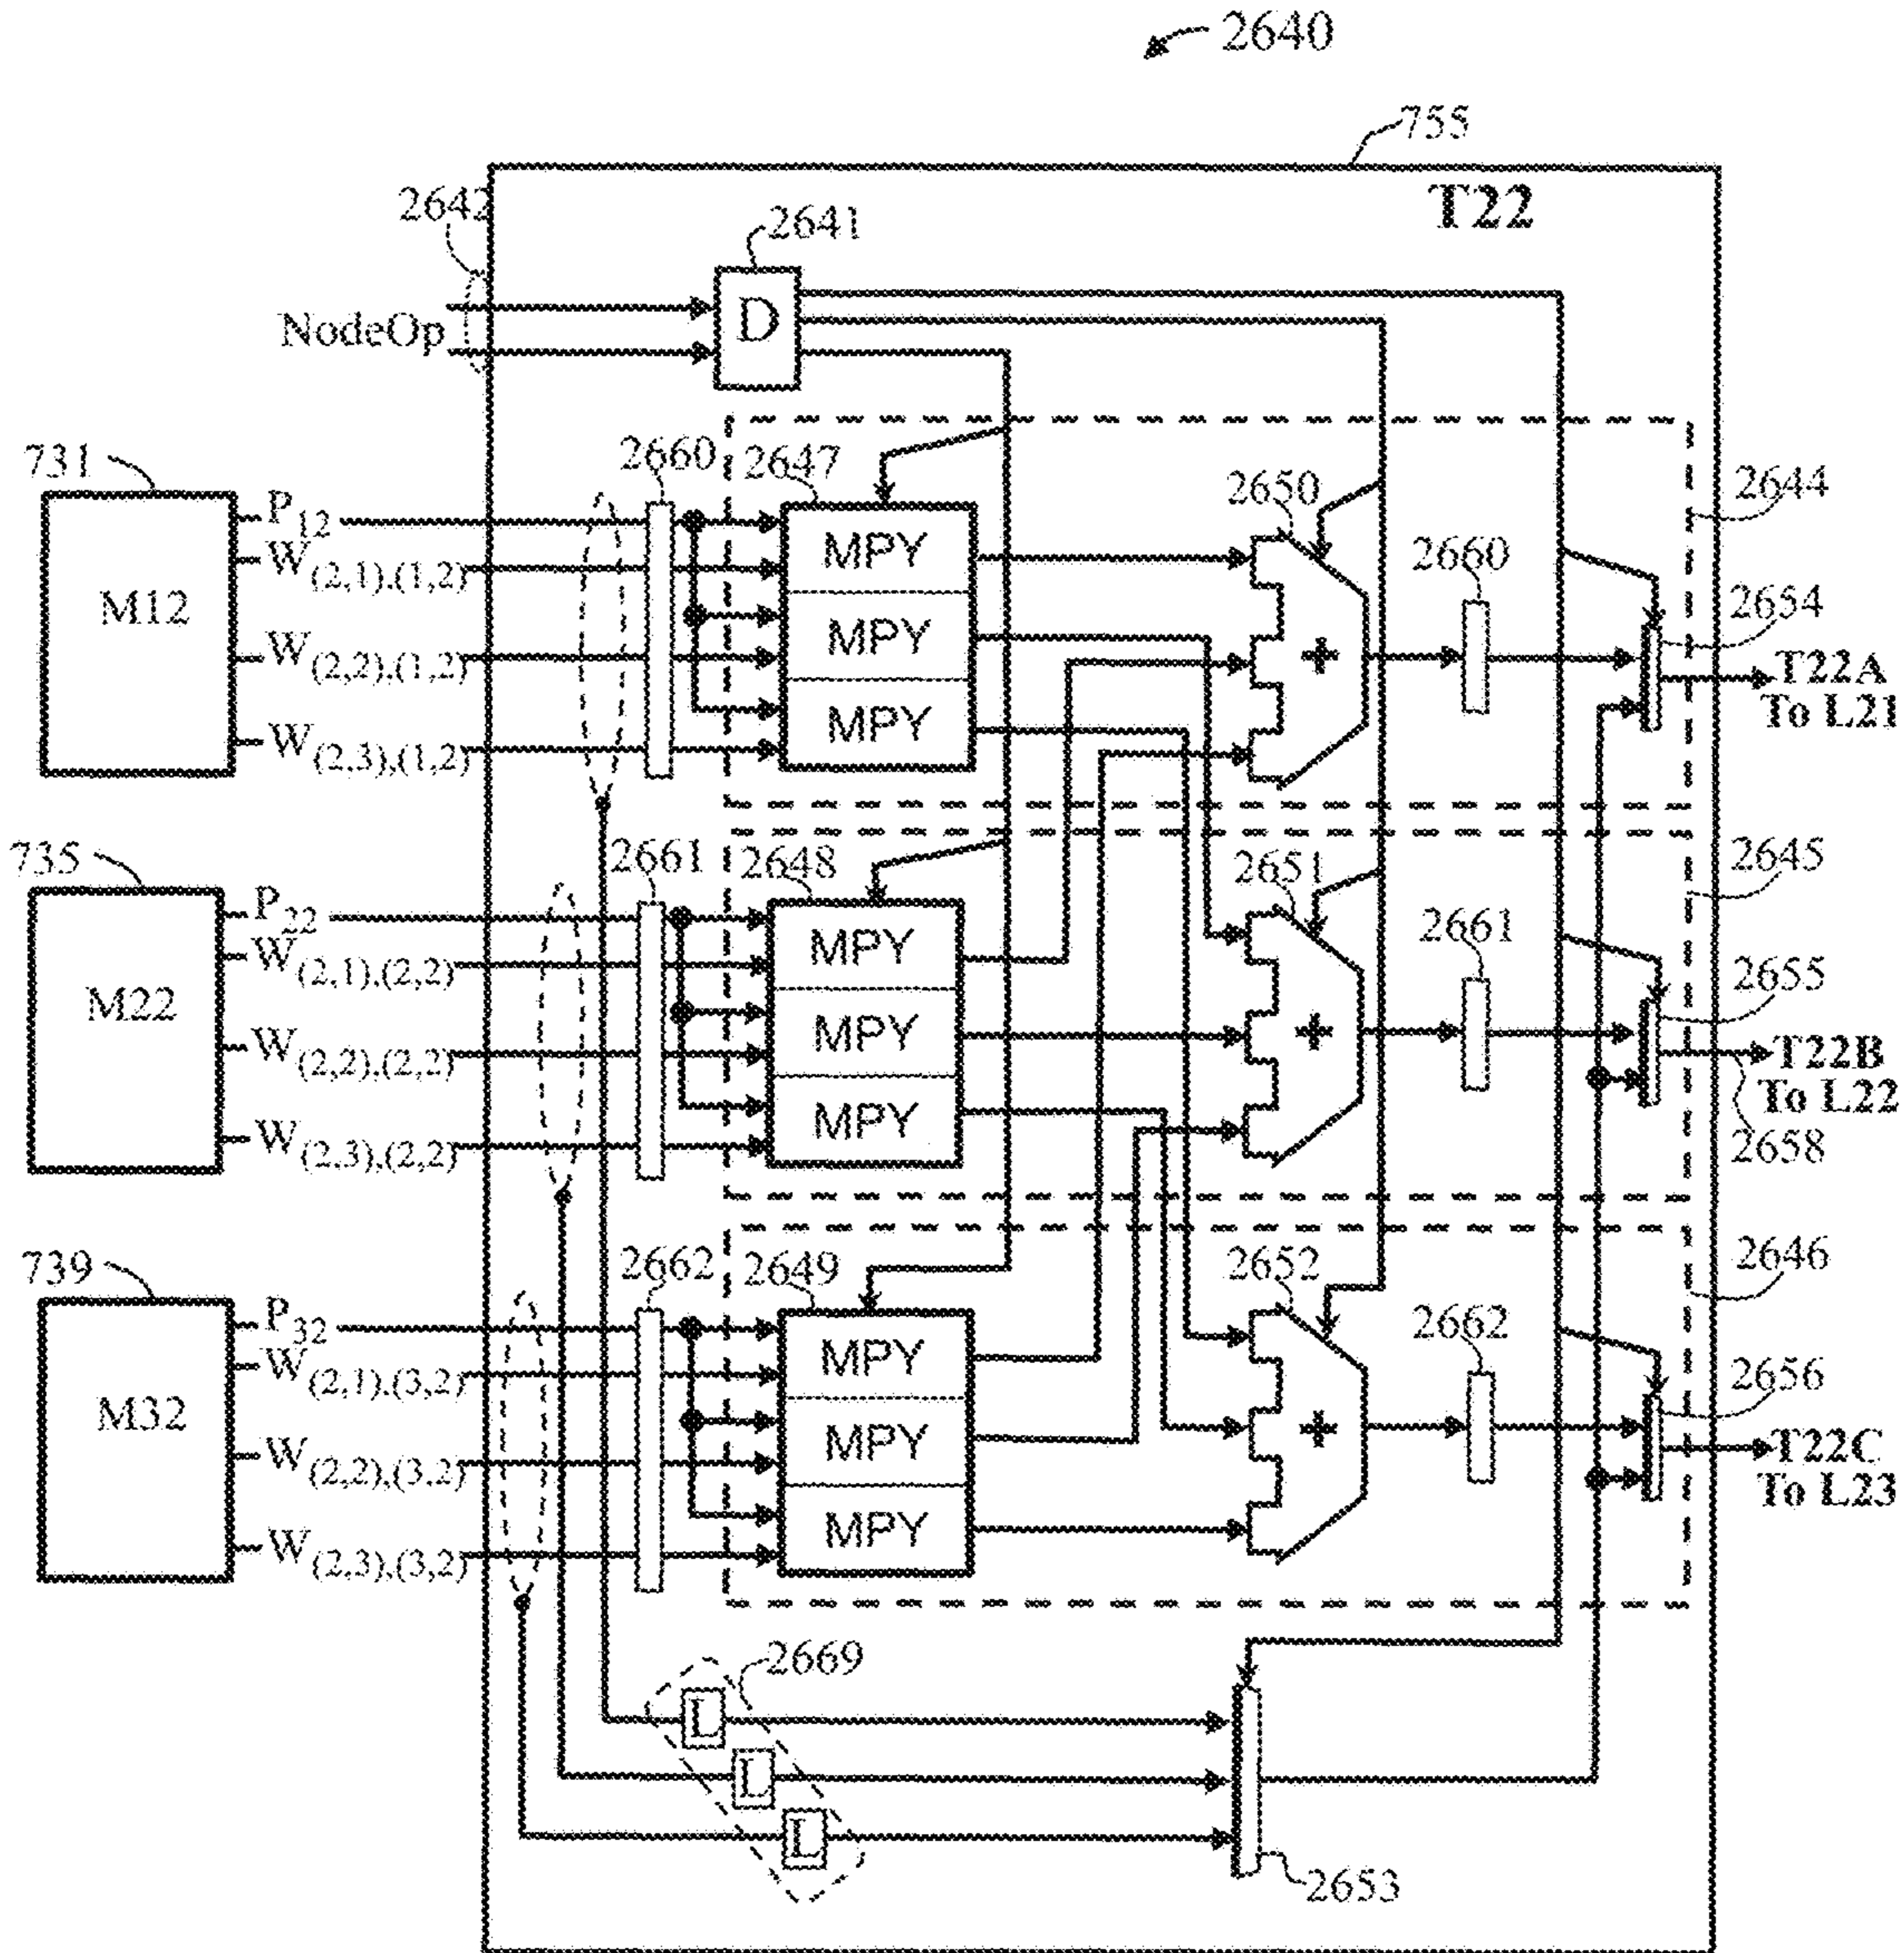 2640
755
T22
2642
2641
D
NodeOp
731
2660
2647
2650
2644
P12
MPY
W(2,1).(1,2)
2660
M12
MPY
+
2654
W(2,2),(1,2)
T22A
To L21
MPY
W(2,3),(1,2)
735
2661
2648
2651
2645
P22
MPY
W(2,1).(2,2)
2661
2655
M22
MPY
+
W(2,2),(2,2)
T22B
To L22
MPY
W(2,3),(2,2)
2658
739
2662
2649
2652
2646
P32
MPY
W(2,1).(3,2)
2662
2656
M32
MPY
+
W(2,2),(3,2)
T22C
To L23
MPY
W(2,3),(3,2)
2669
L
L
L
2653